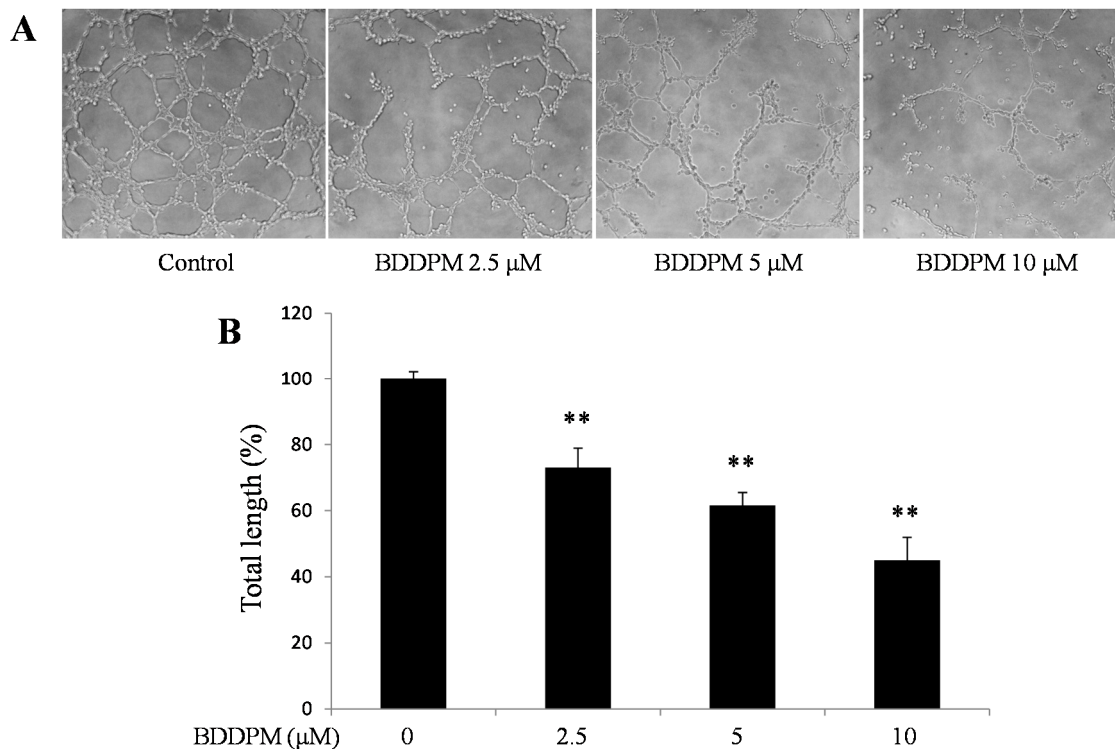 A
Control BDDPM 2.5 μM BDDPM 5 μM BDDPM 10 μM
B
Total length (%)
120
100
80
60
40
20
0
**
**
**
BDDPM (μM) 0 2.5 5 10